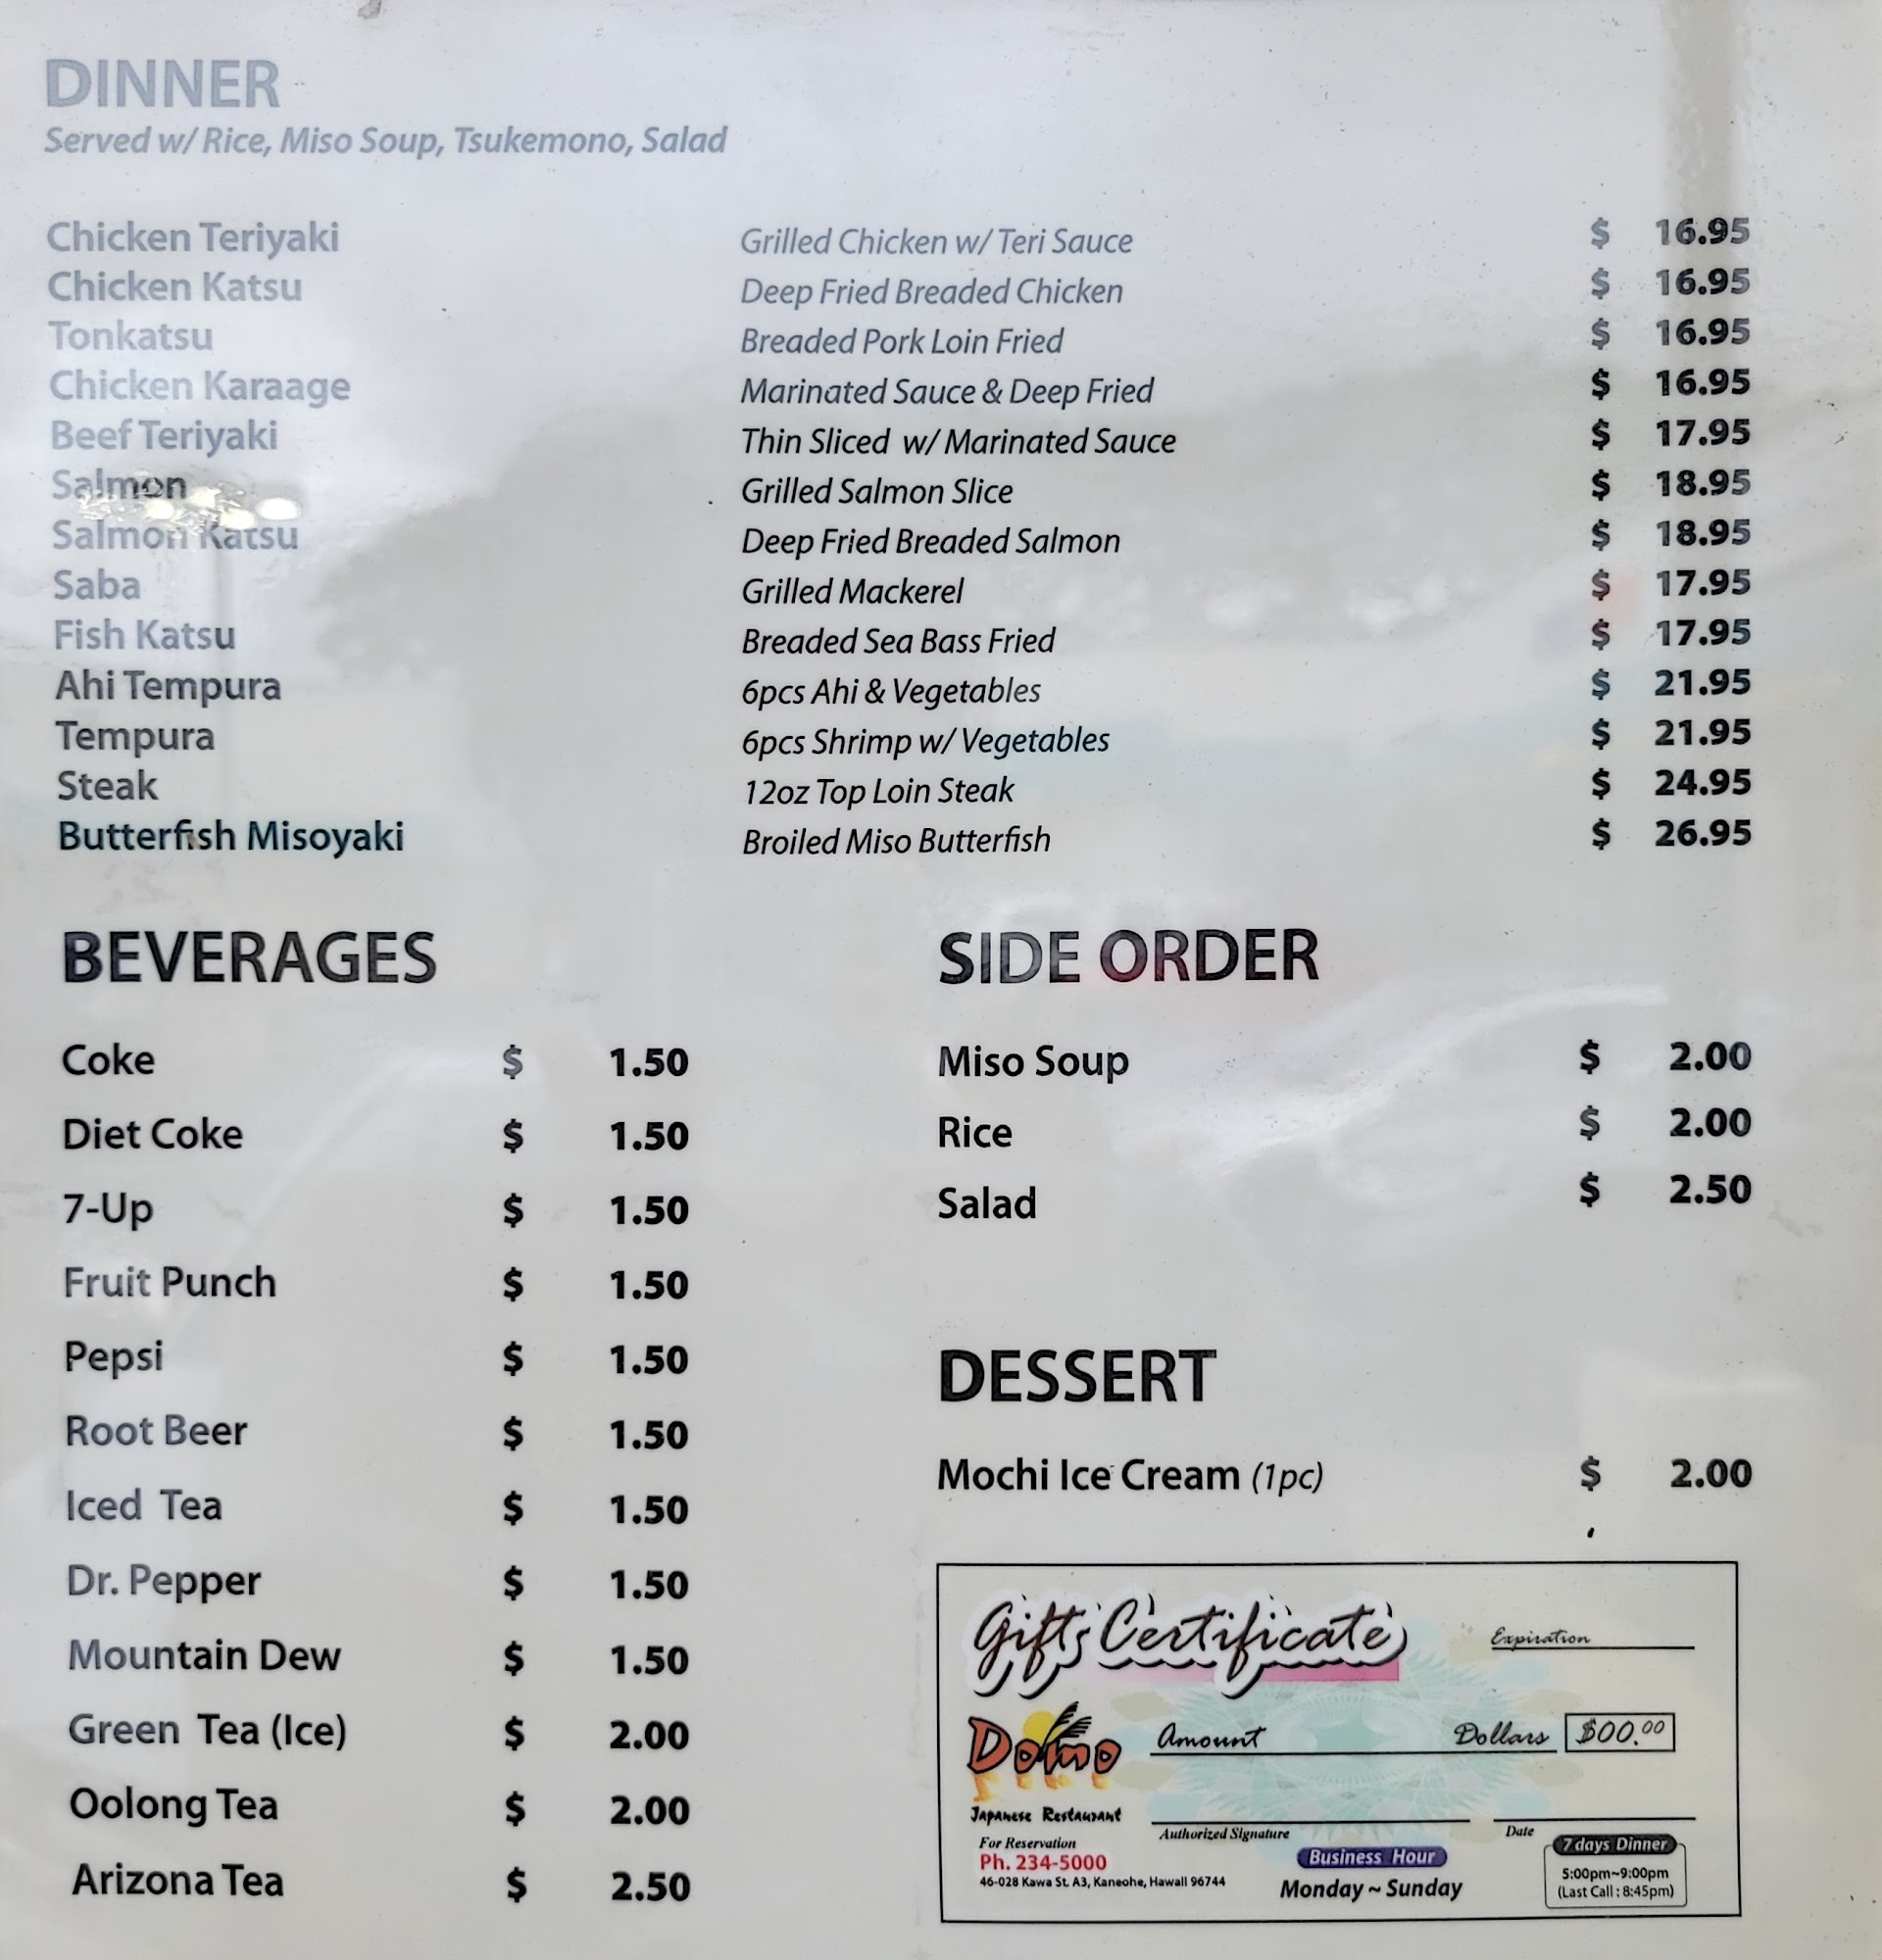 DINNER
Served w/ Rice, Miso Soup, Tsukemono, Salad
Chicken Teriyaki Grilled Chicken w/ Teri Sauce $ 16.95
Chicken Katsu Deep Fried Breaded Chicken $ 16.95
Tonkatsu Breaded Pork Loin Fried $ 16.95
Chicken Karaage Marinated Sauce & Deep Fried $ 16.95
Beef Teriyaki Thin Sliced w/ Marinated Sauce $ 17.95
Salmon Grilled Salmon Slice $ 18.95
Salmon Katsu Deep Fried Breaded Salmon $ 18.95
Saba Grilled Mackerel $ 17.95
Fish Katsu Breaded Sea Bass Fried $ 17.95
Ahi Tempura 6pcs Ahi & Vegetables $ 21.95
Tempura 6pcs Shrimp w/ Vegetables $ 21.95
Steak 12oz Top Loin Steak $ 24.95
Butterfish Misoyaki Broiled Miso Butterfish $ 26.95
BEVERAGES
Coke $ 1.50
Diet Coke $ 1.50
7-Up $ 1.50
Fruit Punch $ 1.50
Pepsi $ 1.50
Root Beer $ 1.50
Iced Tea $ 1.50
Dr. Pepper $ 1.50
Mountain Dew $ 1.50
Green Tea (Ice) $ 2.00
Oolong Tea $ 2.00
Arizona Tea $ 2.50
SIDE ORDER
Miso Soup $ 2.00
Rice $ 2.00
Salad $ 2.50
DESSERT
Mochi Ice Cream (1pc) $ 2.00
Gifts Certificate
Expiration
Domo
Japanese Restaurant
Amount Dollars $00.00
Authorized Signature
Date
For Reservation
Ph. 234-5000
46-028 Kawa St. A3, Kaneohe, Hawall 96744
Business Hour
Monday ~ Sunday
7 days Dinner
5:00pm~9:00pm
(Last Call : 8:45pm)